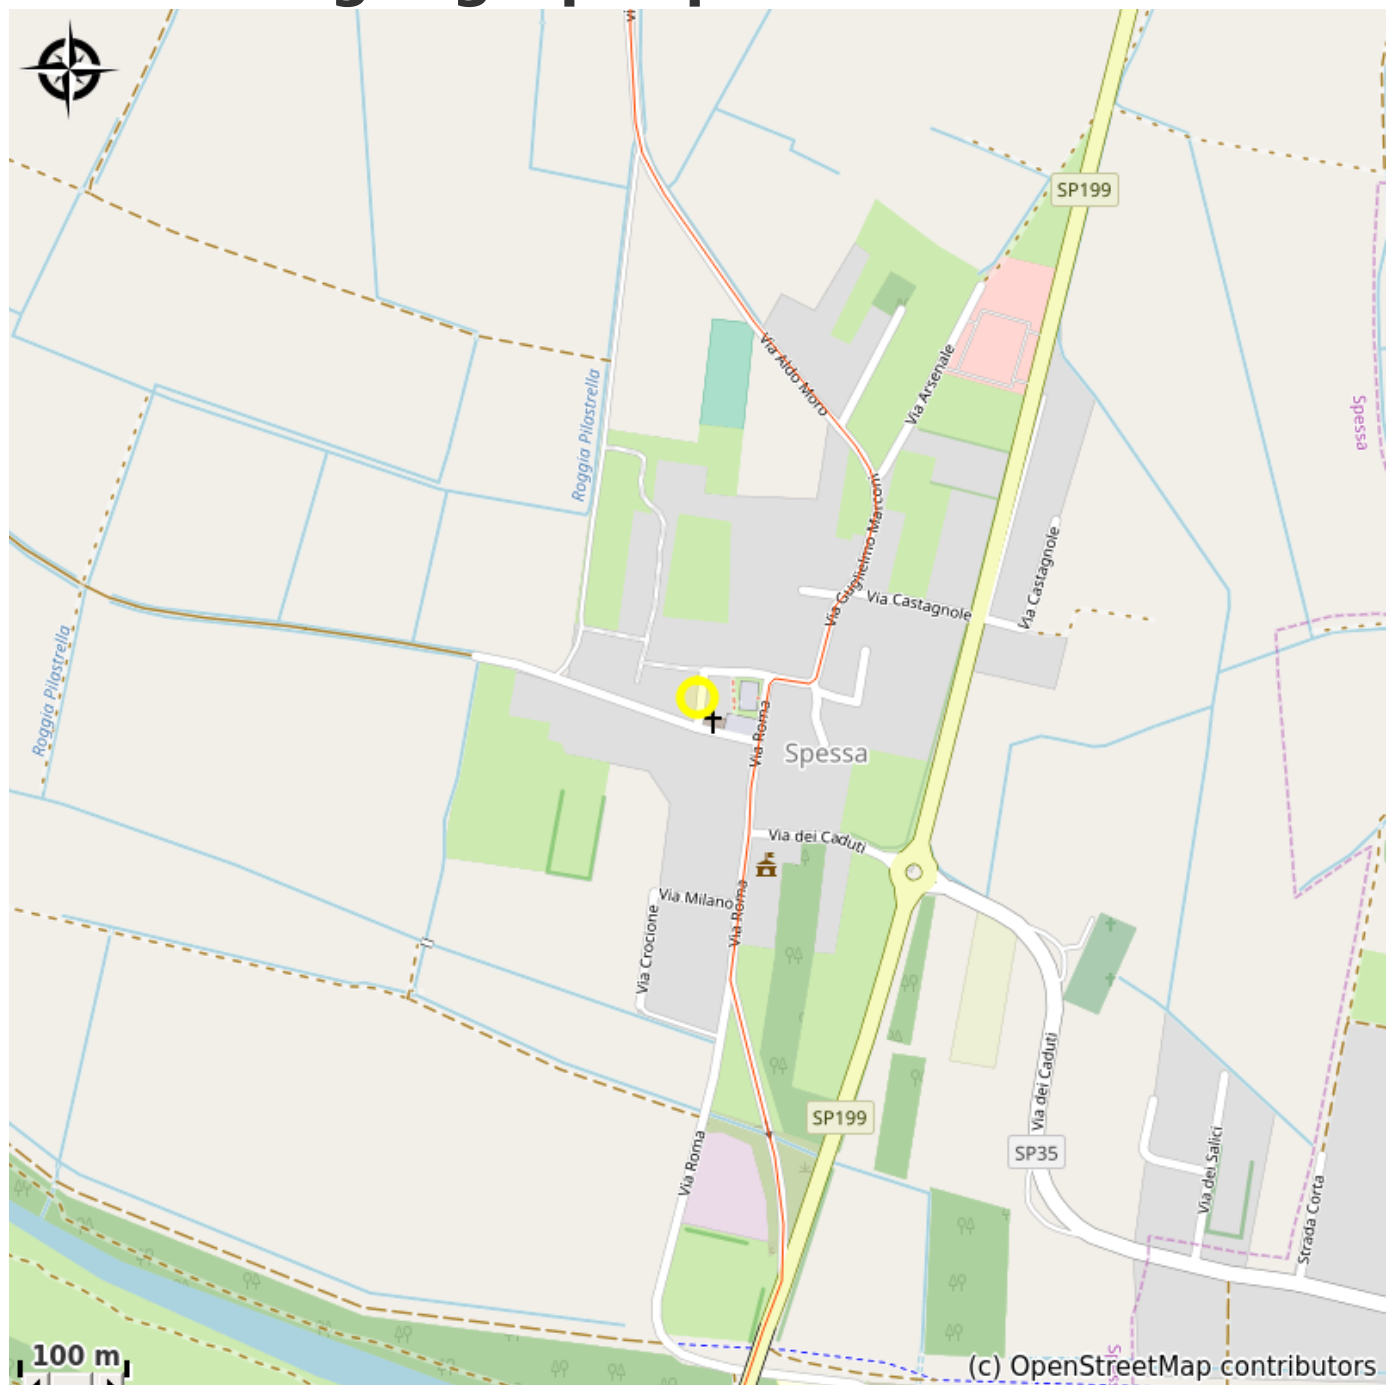 SP199
Via Aldo Moro
Via Arsenale
Roggia Pilastrella
Spessa
Via Guglielmo Marconi
Via Castagnole
Via Castagnole
Roggia Pilastrella
Via Roma
Spessa
Via dei Caduti
Via Milano
Via Roma
Via Crocione
Via dei Caduti
SP199
SP35
Via Roma
Via dei Salici
Strada Corta
100 m
(c) OpenStreetMap contributors